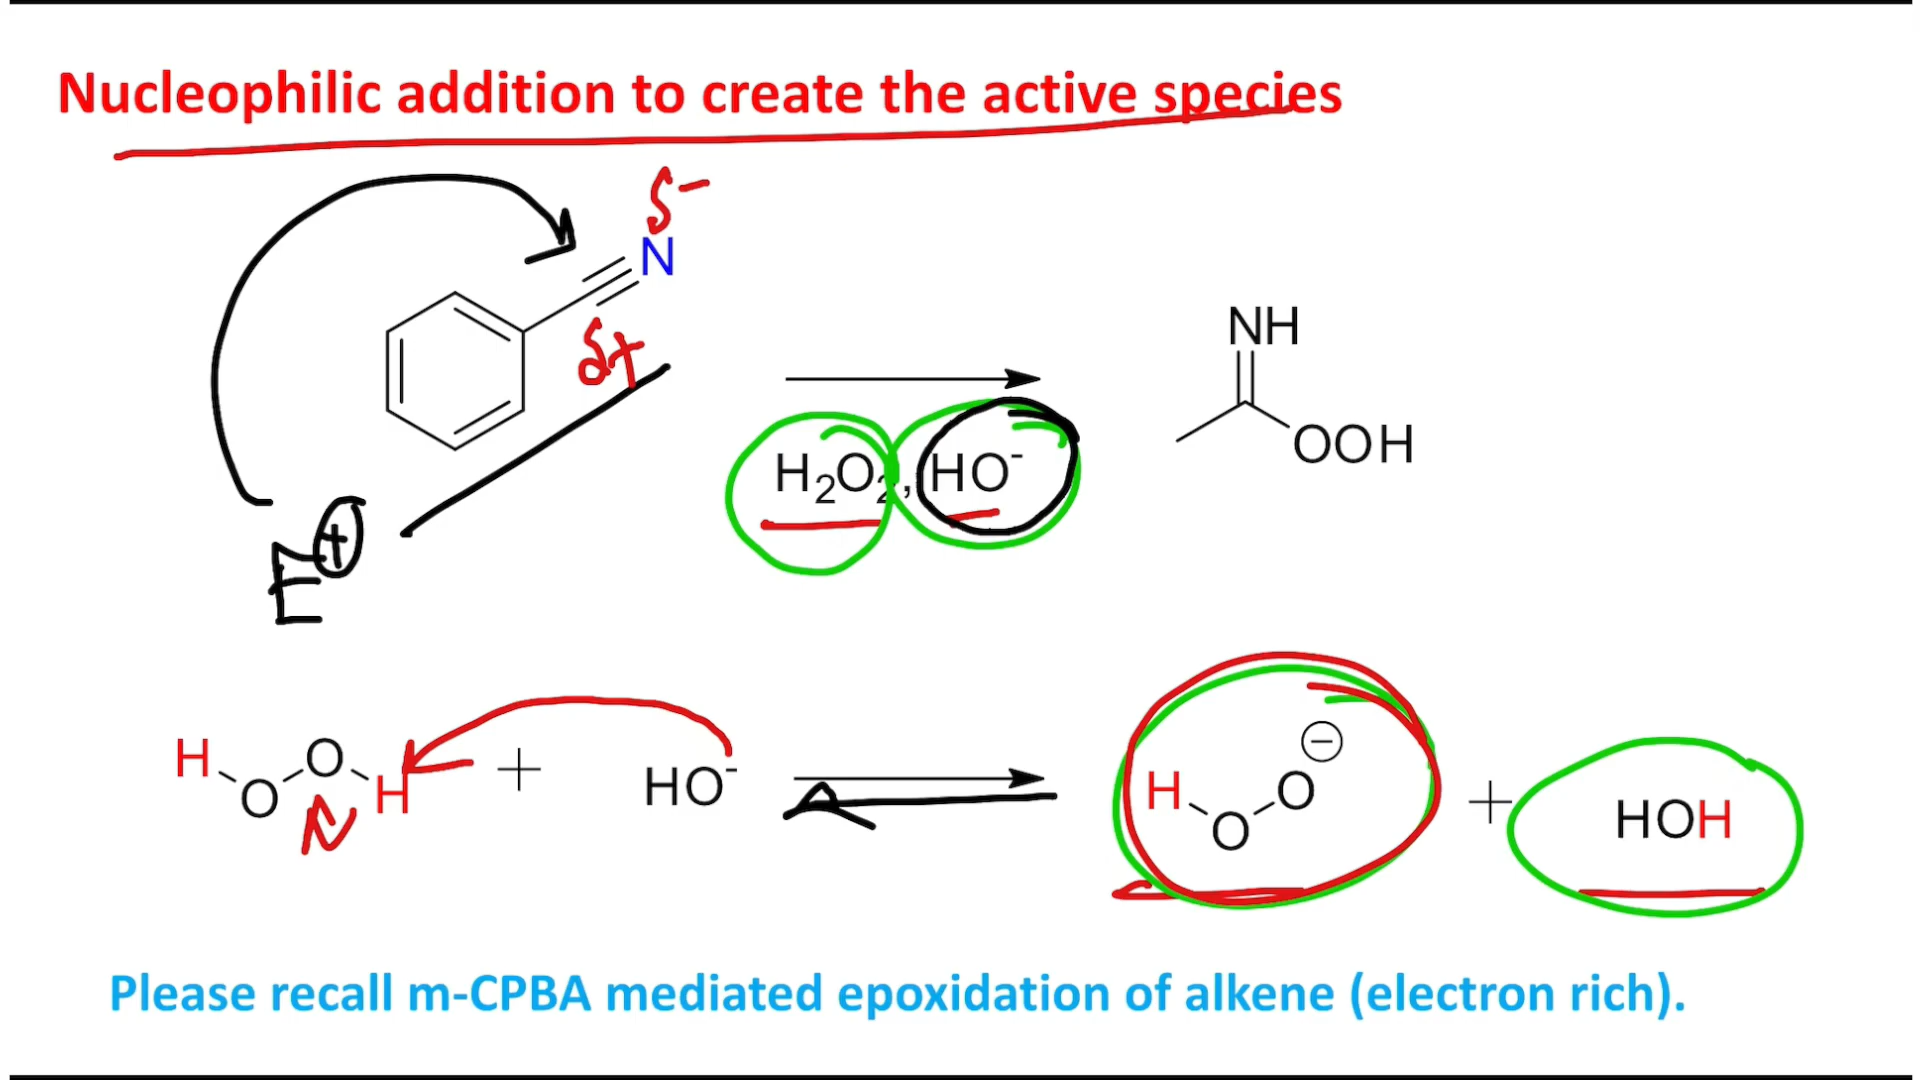 Nucleophilic addition to create the active species
δ-
N
δ+
NH
OOH
H₂O₂, HO⁻
E⊕
H O O H + HO⁻ H O O ⊖ + HOH
N
Please recall m-CPBA mediated epoxidation of alkene (electron rich).